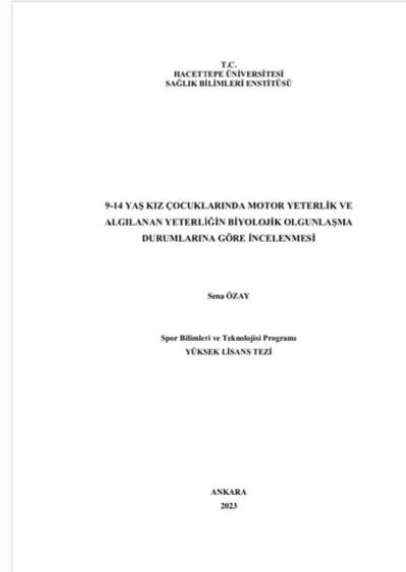 T.C.
HACETTEPE ÜNİVERSİTESİ
SAĞLIK BİLİMLERİ ENSTİTÜSÜ
9-14 YAŞ KIZ ÇOCUKLARINDA MOTOR YETERLİK VE
ALGILANAN YETERLİĞİN BİYOLOJİK OLGUNLAŞMA
DURUMLARINA GÖRE İNCELENMESİ
Sena ÖZAY
Spor Bilimleri ve Teknolojisi Programı
YÜKSEK LİSANS TEZİ
ANKARA
2023